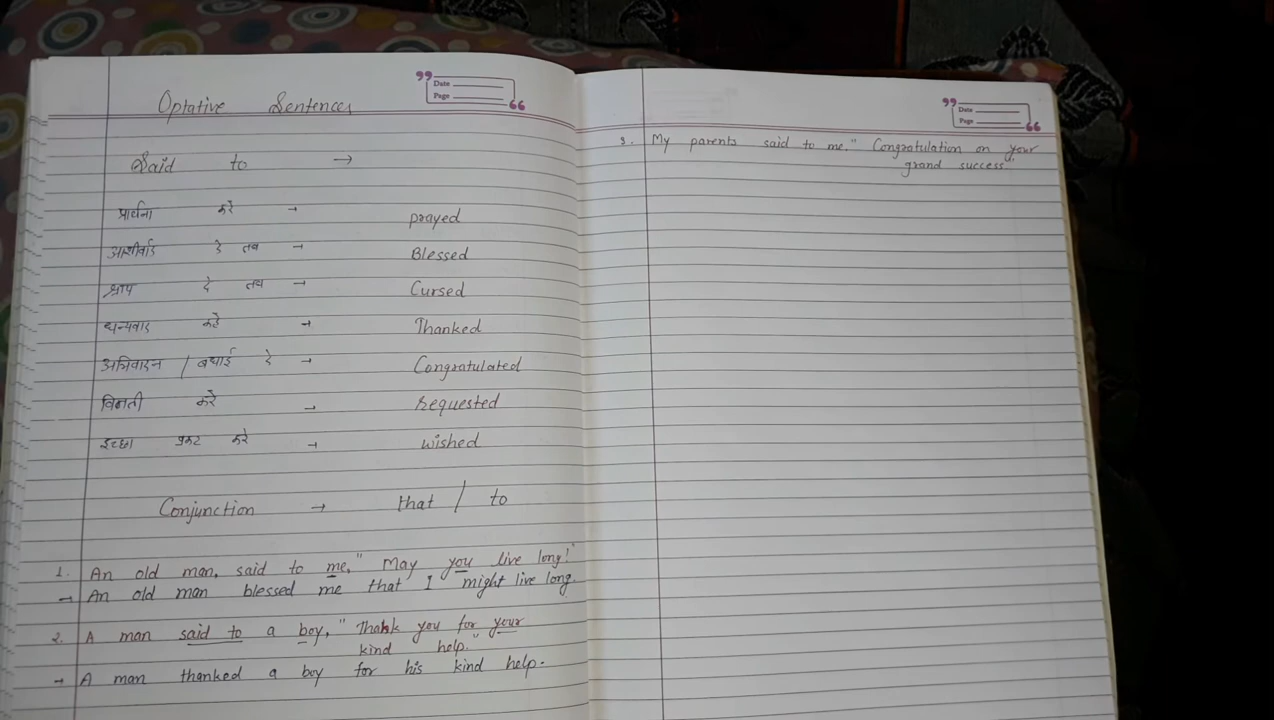 Optative Sentences
Date
Page
Said to →
प्रार्थना करे → prayed
आशीर्वाद दे तब → Blessed
श्राप दे तब → Cursed
धन्यवाद कहे → Thanked
अभिवादन / बधाई दे → Congratulated
विनती करे → Requested
इच्छा प्रकट करे → wished
Conjunction → that / to
1. An old man, said to me, " May you live long!"
→ An old man blessed me that I might live long.
2. A man said to a boy, " Thank you for your
kind help."
→ A man thanked a boy for his kind help.
Date
Page
3. My parents said to me, " Congratulation on your
grand success."